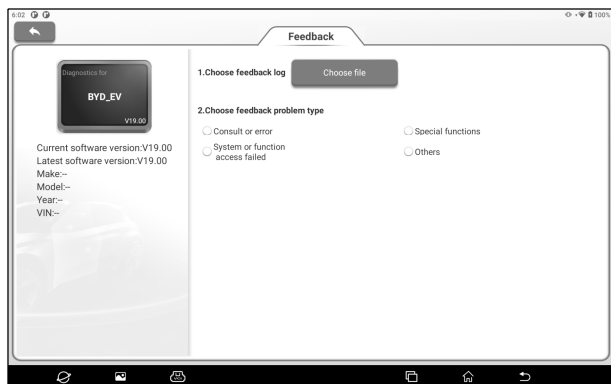 6:02
100%
Feedback
Diagnostics for
BYD_EV
V19.00
Current software version:V19.00
Latest software version:V19.00
Make:--
Model:--
Year:--
VIN:--
1.Choose feedback log
Choose file
2.Choose feedback problem type
Consult or error
Special functions
System or function
access failed
Others